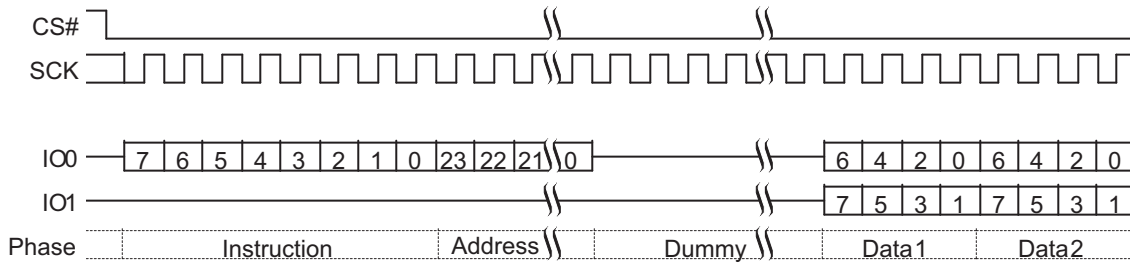 CS#
SCK
IO0 7 6 5 4 3 2 1 0 23 22 21 0 6 4 2 0 6 4 2 0
IO1 7 5 3 1 7 5 3 1
Phase Instruction Address Dummy Data1 Data2